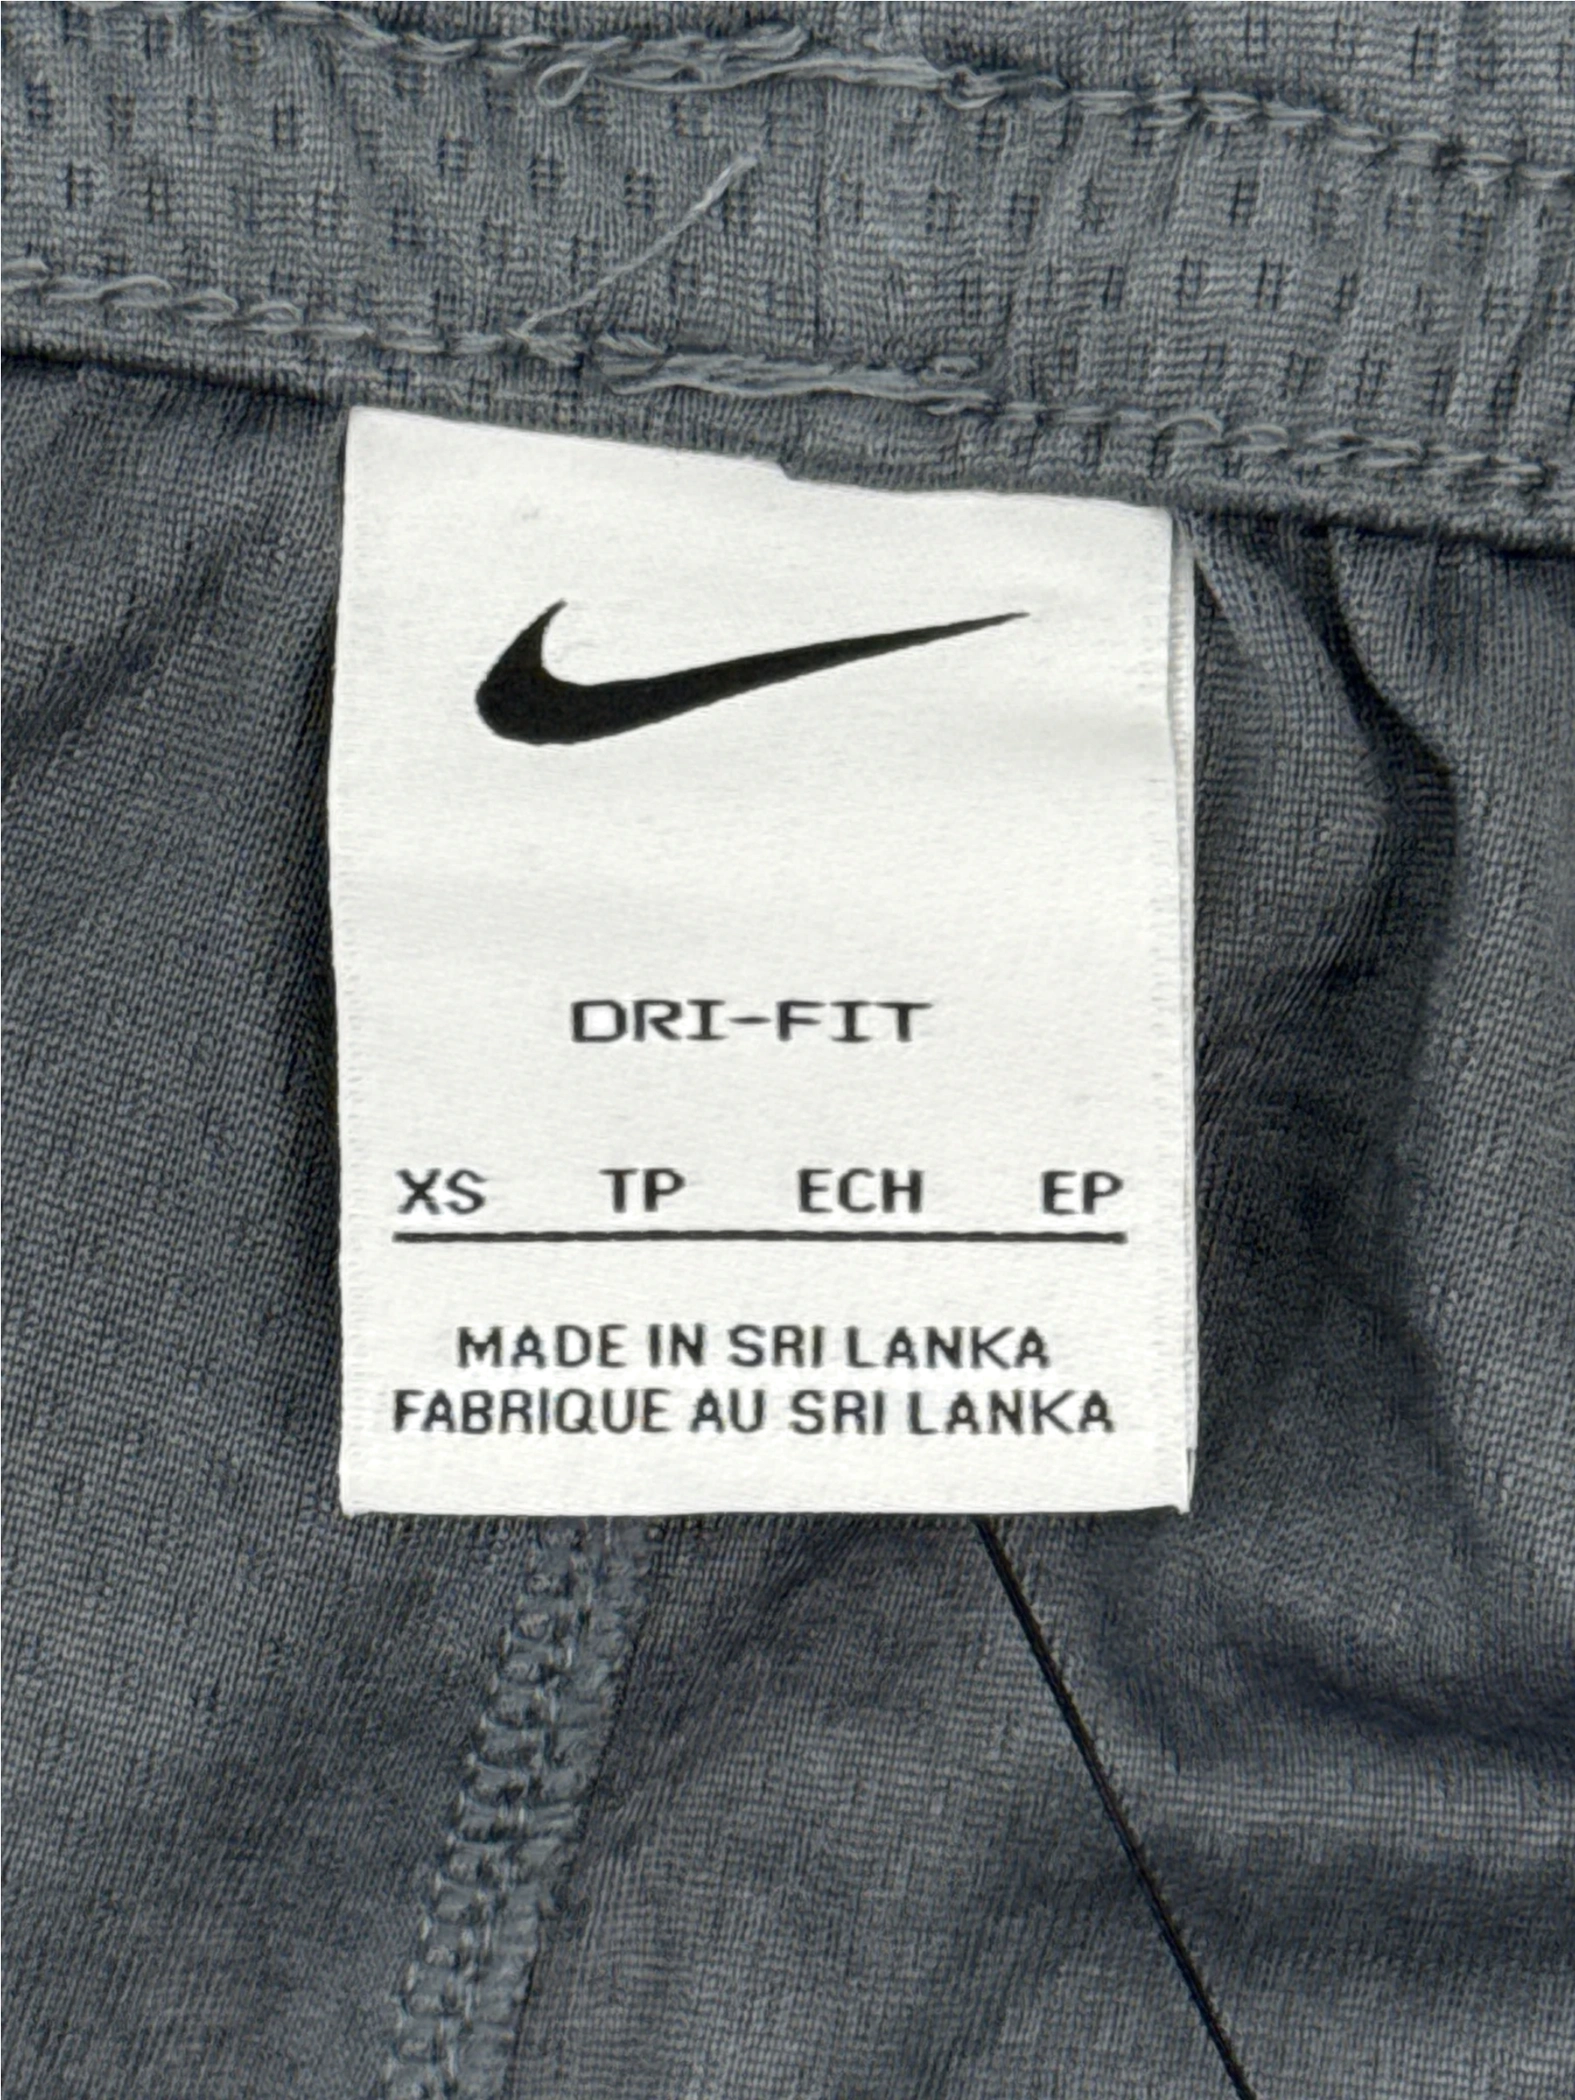 DRI-FIT
XS TP ECH EP
MADE IN SRI LANKA
FABRIQUE AU SRI LANKA